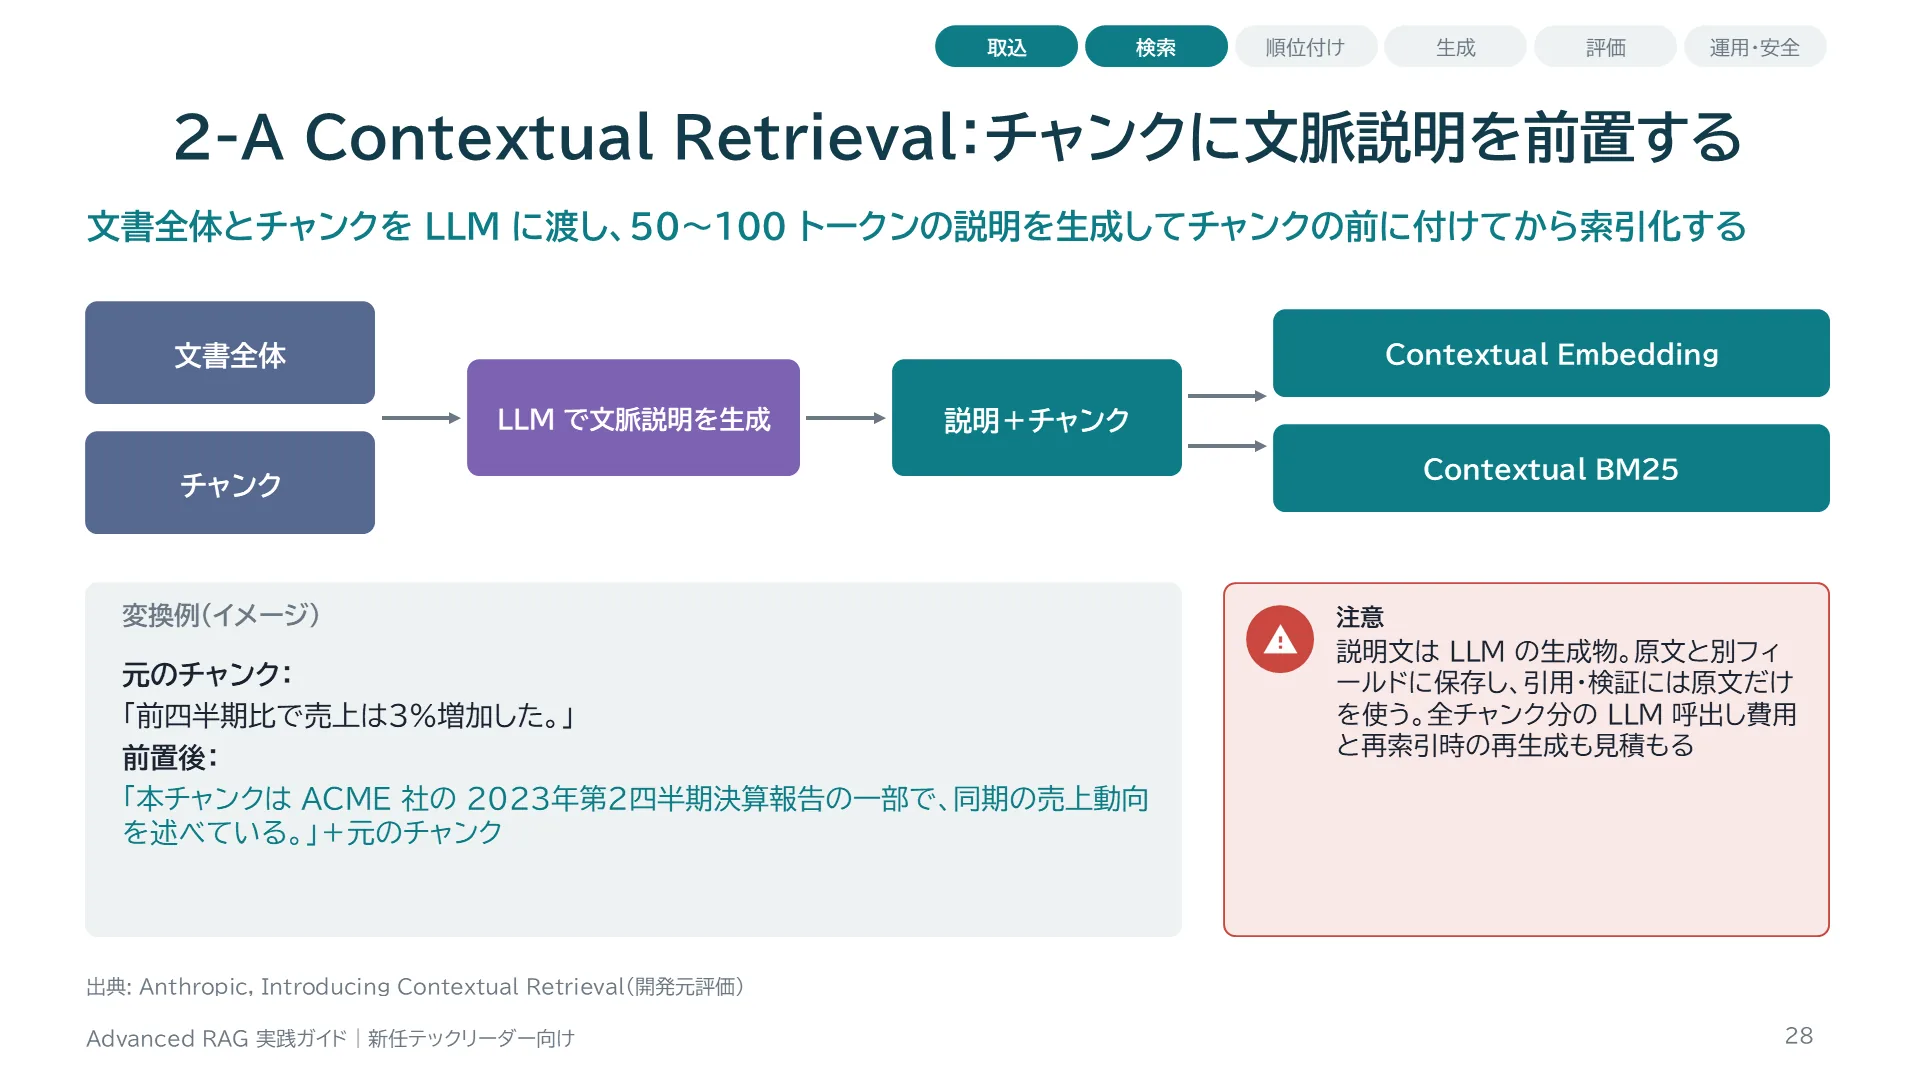 取込
検索
順位付け
生成
評価
運用・安全
2-A Contextual Retrieval：チャンクに文脈説明を前置する
文書全体とチャンクを LLM に渡し、50〜100 トークンの説明を生成してチャンクの前に付けてから索引化する
文書全体
チャンク
LLM で文脈説明を生成
説明＋チャンク
Contextual Embedding
Contextual BM25
変換例（イメージ）
元のチャンク：
「前四半期比で売上は3%増加した。」
前置後：
「本チャンクは ACME 社の 2023年第2四半期決算報告の一部で、同期の売上動向
を述べている。」＋元のチャンク
注意
説明文は LLM の生成物。原文と別フィ
ールドに保存し、引用・検証には原文だけ
を使う。全チャンク分の LLM 呼出し費用
と再索引時の再生成も見積もる
出典: Anthropic, Introducing Contextual Retrieval（開発元評価）
Advanced RAG 実践ガイド｜新任テックリーダー向け
28